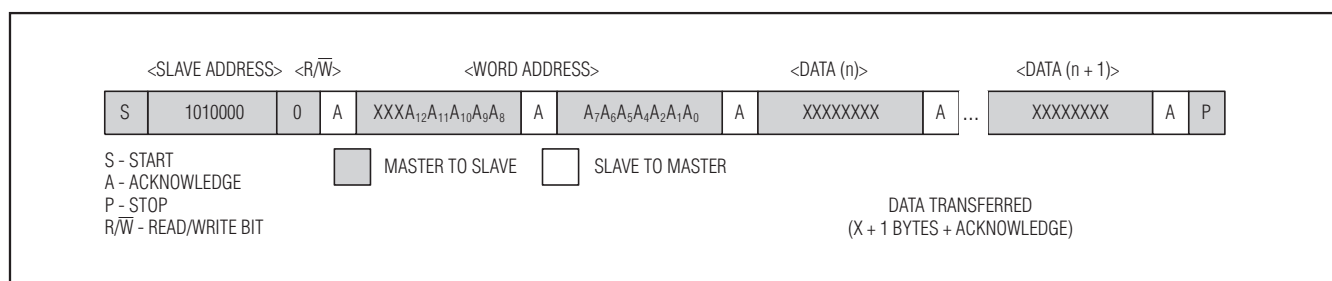 <SLAVE ADDRESS> <R/W̅> <WORD ADDRESS> <DATA (n)> <DATA (n + 1)>
S 1010000 0 A XXXA₁₂A₁₁A₁₀A₉A₈ A A₇A₆A₅A₄A₂A₁A₀ A XXXXXXXX A ... XXXXXXXX A P
S - START
A - ACKNOWLEDGE
P - STOP
R/W̅ - READ/WRITE BIT
MASTER TO SLAVE SLAVE TO MASTER
DATA TRANSFERRED
(X + 1 BYTES + ACKNOWLEDGE)